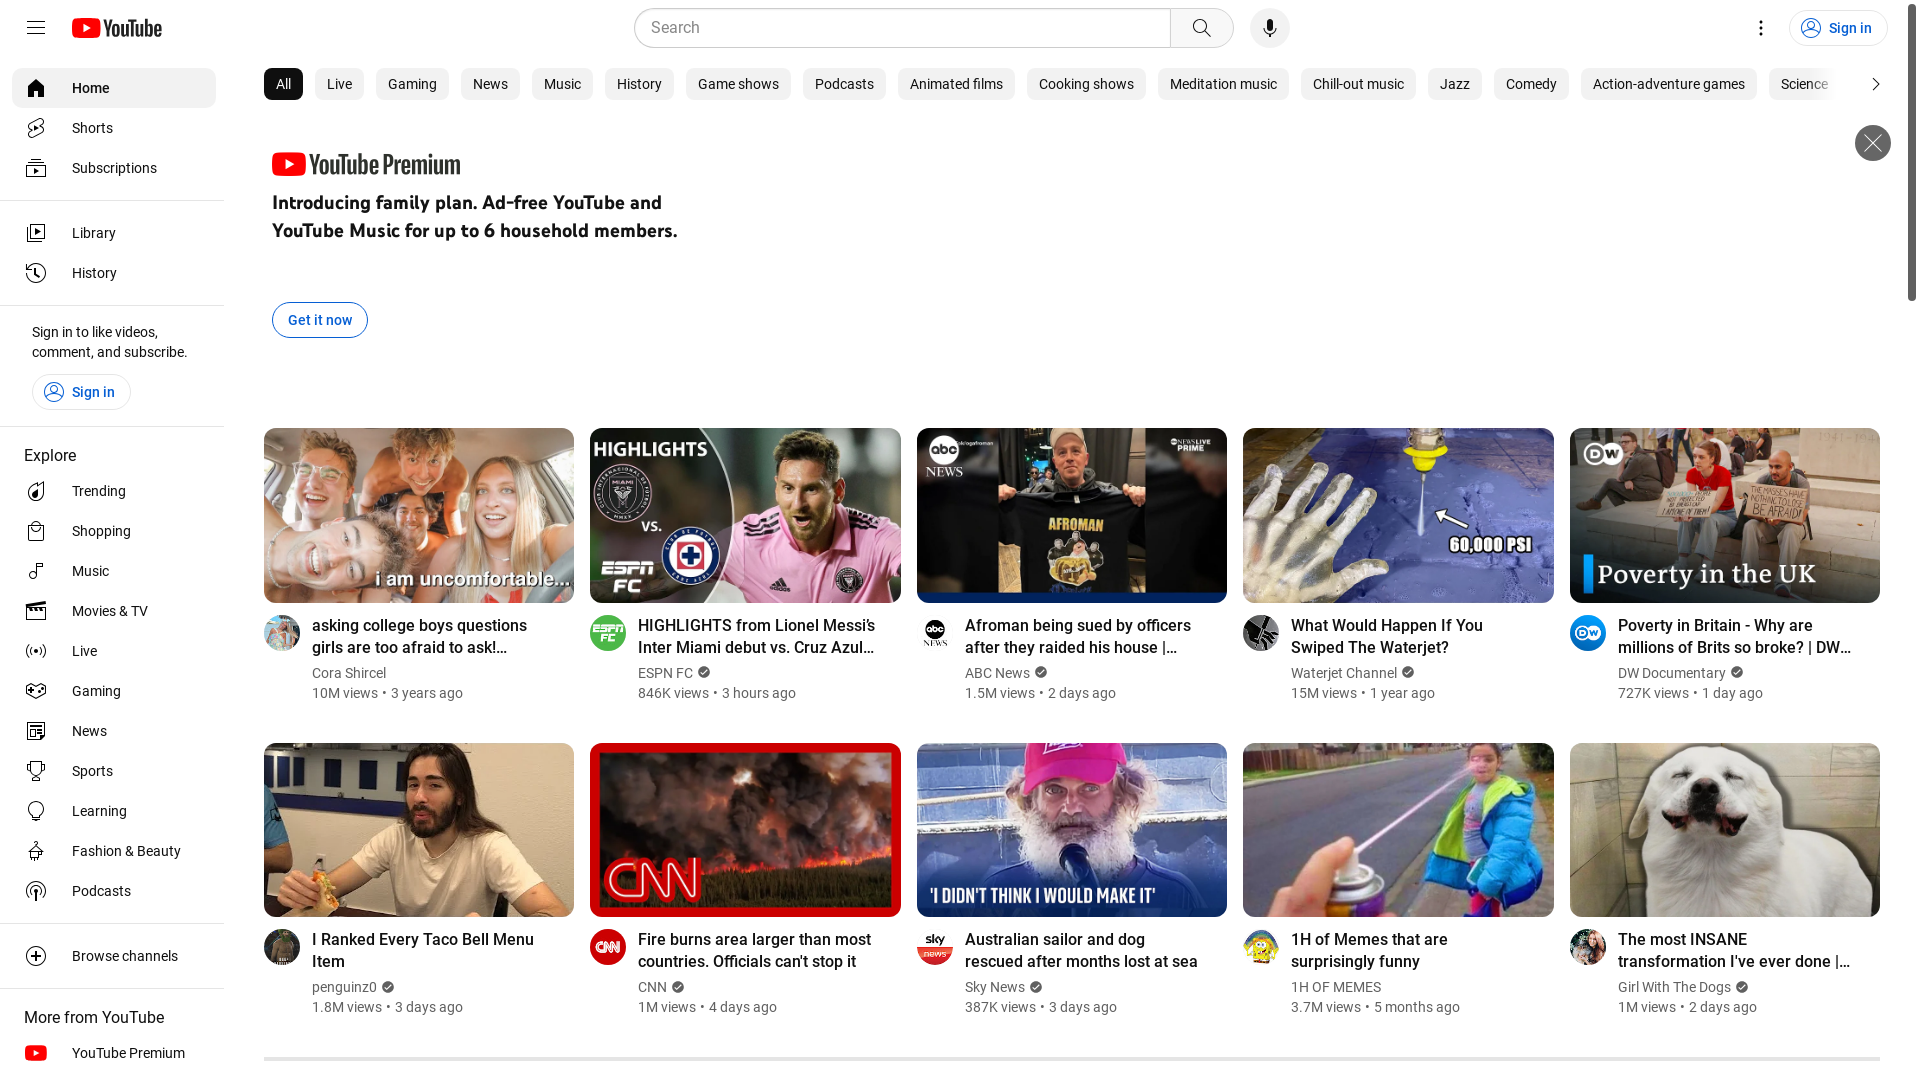 YouTube
Search
Sign in
Home
Shorts
Subscriptions
Library
History
Sign in to like videos,
comment, and subscribe.
Sign in
Explore
Trending
Shopping
Music
Movies & TV
Live
Gaming
News
Sports
Learning
Fashion & Beauty
Podcasts
Browse channels
More from YouTube
YouTube Premium
All
Live
Gaming
News
Music
History
Game shows
Podcasts
Animated films
Cooking shows
Meditation music
Chill-out music
Jazz
Comedy
Action-adventure games
Science
YouTube Premium
Introducing family plan. Ad-free YouTube and
YouTube Music for up to 6 household members.
Get it now
i am uncomfortable...
asking college boys questions
girls are too afraid to ask!...
Cora Shircel
10M views • 3 years ago
HIGHLIGHTS
MIAMI
VS.
ESPN
FC
HIGHLIGHTS from Lionel Messi's
Inter Miami debut vs. Cruz Azul...
ESPN FC
846K views • 3 hours ago
abc
NEWS
NEWS LIVE
PRIME
AFROMAN
Afroman being sued by officers
after they raided his house |...
ABC News
1.5M views • 2 days ago
60,000 PSI
What Would Happen If You
Swiped The Waterjet?
Waterjet Channel
15M views • 1 year ago
DW
THE MASSES HAVE
NOTHING TO LOSE
BE AFRAID!
Poverty in the UK
Poverty in Britain - Why are
millions of Brits so broke? | DW...
DW Documentary
727K views • 1 day ago
I Ranked Every Taco Bell Menu
Item
penguinz0
1.8M views • 3 days ago
CNN
CNN
Fire burns area larger than most
countries. Officials can't stop it
CNN
1M views • 4 days ago
'I DIDN'T THINK I WOULD MAKE IT'
sky
news
Australian sailor and dog
rescued after months lost at sea
Sky News
387K views • 3 days ago
1H of Memes that are
surprisingly funny
1H OF MEMES
3.7M views • 5 months ago
The most INSANE
transformation I've ever done |...
Girl With The Dogs
1M views • 2 days ago